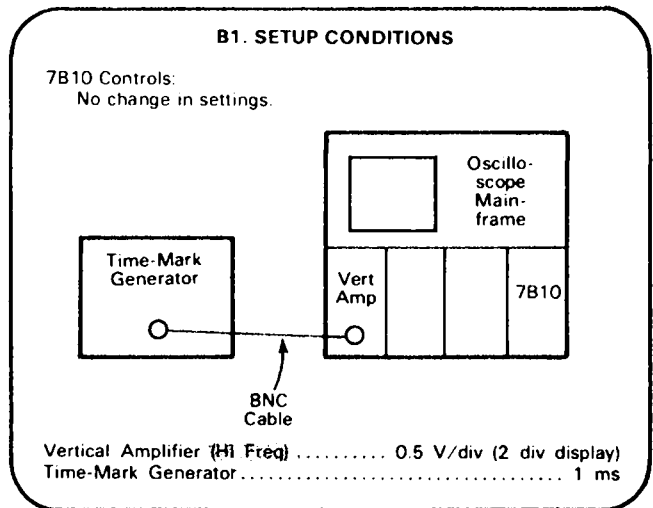 B1. SETUP CONDITIONS
7B10 Controls:
No change in settings.
Oscillo-
scope
Main-
frame
Time-Mark
Generator
Vert
Amp
7B10
BNC
Cable
Vertical Amplifier (Hi Freq) .......... 0.5 V/div (2 div display)
Time-Mark Generator.................................. 1 ms